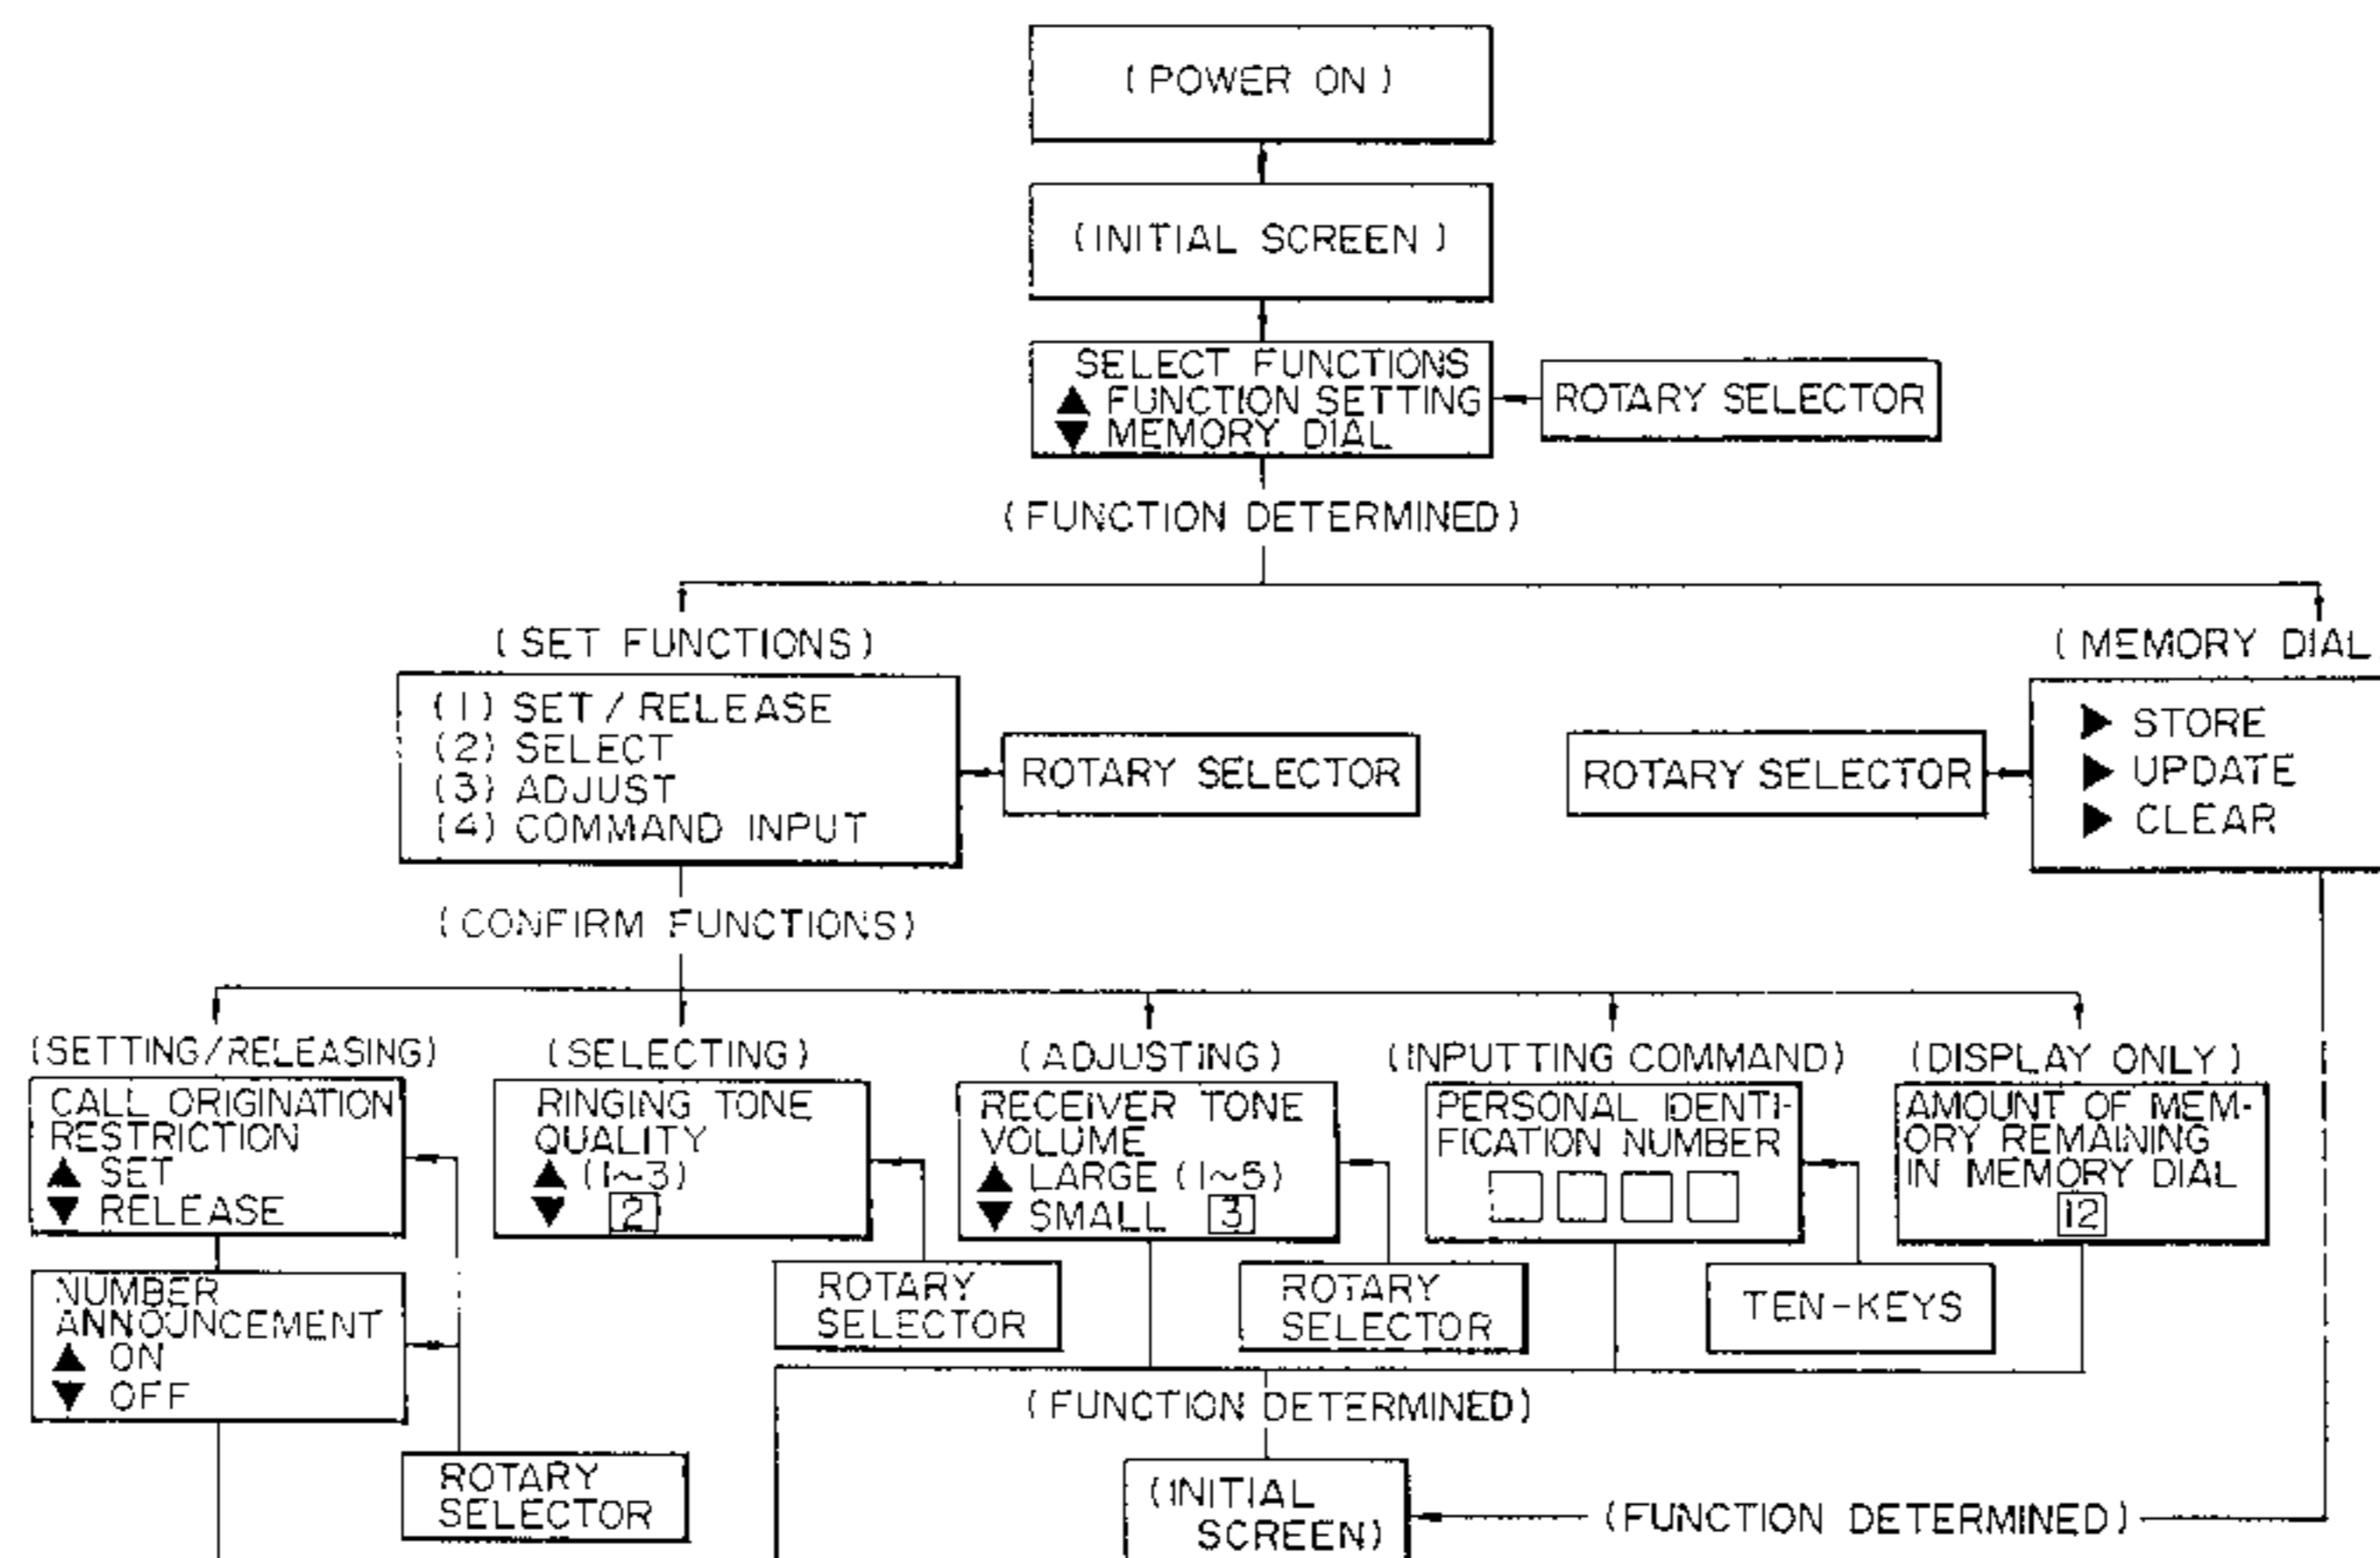 (POWER ON)
(INITIAL SCREEN)
SELECT FUNCTIONS
▲ FUNCTION SETTING
▼ MEMORY DIAL
ROTARY SELECTOR
(FUNCTION DETERMINED)
(SET FUNCTIONS)
(1) SET / RELEASE
(2) SELECT
(3) ADJUST
(4) COMMAND INPUT
ROTARY SELECTOR
ROTARY SELECTOR
(MEMORY DIAL
▶ STORE
▶ UPDATE
▶ CLEAR
(CONFIRM FUNCTIONS)
(SETTING/RELEASING)
CALL ORIGINATION
RESTRICTION
▲ SET
▼ RELEASE
NUMBER
ANNOUNCEMENT
▲ ON
▼ OFF
ROTARY
SELECTOR
(SELECTING)
RINGING TONE
QUALITY
▲ (1~3)
▼ 2
ROTARY
SELECTOR
(ADJUSTING)
RECEIVER TONE
VOLUME
▲ LARGE (1~5)
▼ SMALL 3
ROTARY
SELECTOR
(INPUTTING COMMAND)
PERSONAL IDENTI-
FICATION NUMBER
TEN-KEYS
(DISPLAY ONLY)
AMOUNT OF MEM-
ORY REMAINING
IN MEMORY DIAL
12
(FUNCTION DETERMINED)
(INITIAL
SCREEN)
(FUNCTION DETERMINED)